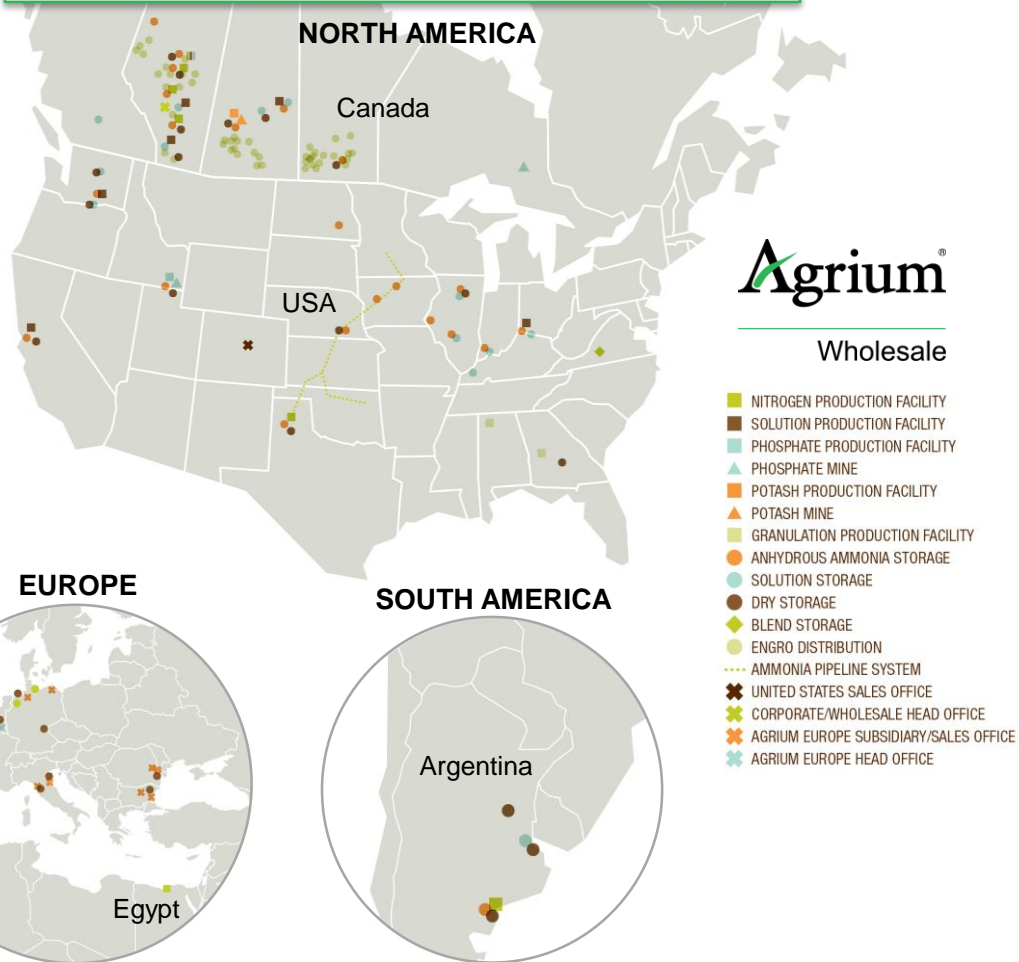 NORTH AMERICA
Canada
USA
Agrium®
Wholesale
NITROGEN PRODUCTION FACILITY
SOLUTION PRODUCTION FACILITY
PHOSPHATE PRODUCTION FACILITY
PHOSPHATE MINE
POTASH PRODUCTION FACILITY
POTASH MINE
GRANULATION PRODUCTION FACILITY
ANHYDROUS AMMONIA STORAGE
SOLUTION STORAGE
DRY STORAGE
BLEND STORAGE
ENGRO DISTRIBUTION
AMMONIA PIPELINE SYSTEM
UNITED STATES SALES OFFICE
CORPORATE/WHOLESALE HEAD OFFICE
AGRIUM EUROPE SUBSIDIARY/SALES OFFICE
AGRIUM EUROPE HEAD OFFICE
EUROPE
Egypt
SOUTH AMERICA
Argentina